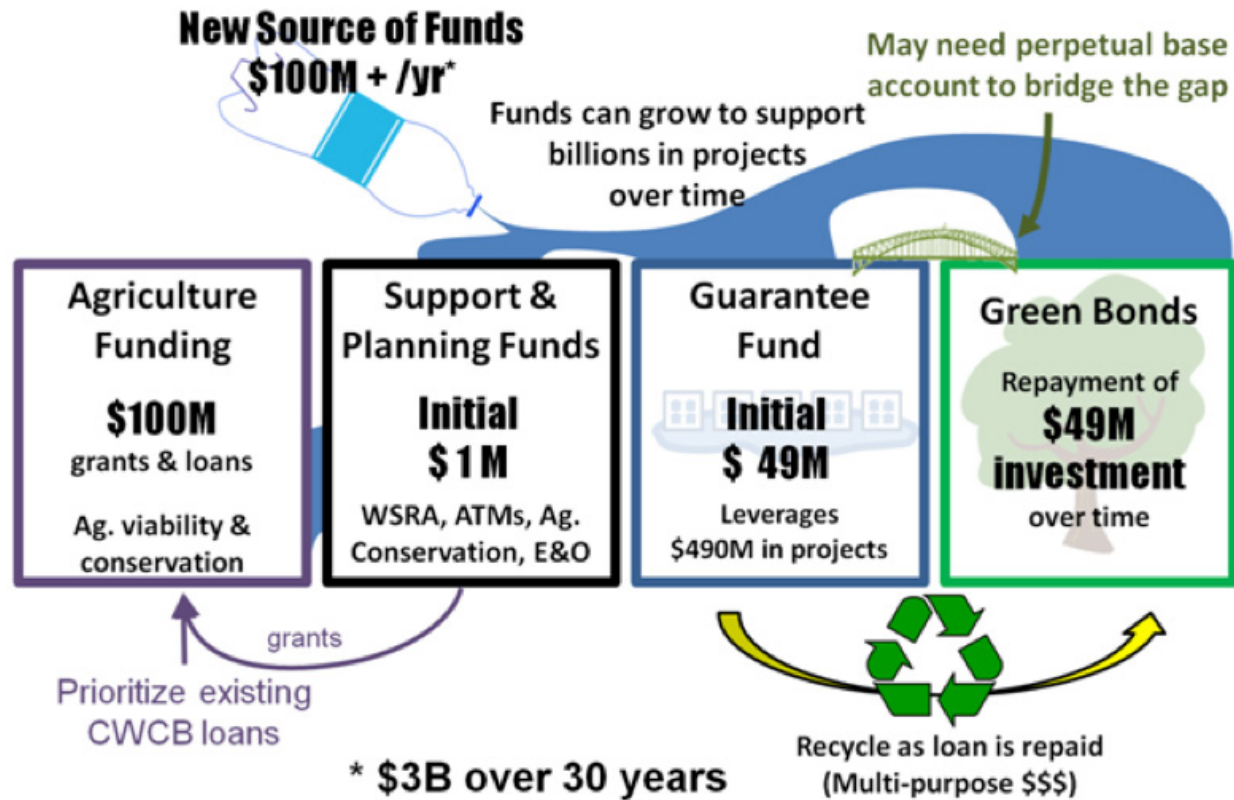 New Source of Funds
$100M + /yr*
May need perpetual base
account to bridge the gap
Funds can grow to support
billions in projects
over time
Agriculture
Funding
$100M
grants & loans
Ag. viability &
conservation
Support &
Planning Funds
Initial
$ 1 M
WSRA, ATMs, Ag.
Conservation, E&O
Guarantee
Fund
Initial
$ 49M
Leverages
$490M in projects
Green Bonds
Repayment of
$49M
investment
over time
grants
Prioritize existing
CWCB loans
Recycle as loan is repaid
(Multi-purpose $$$)
* $3B over 30 years